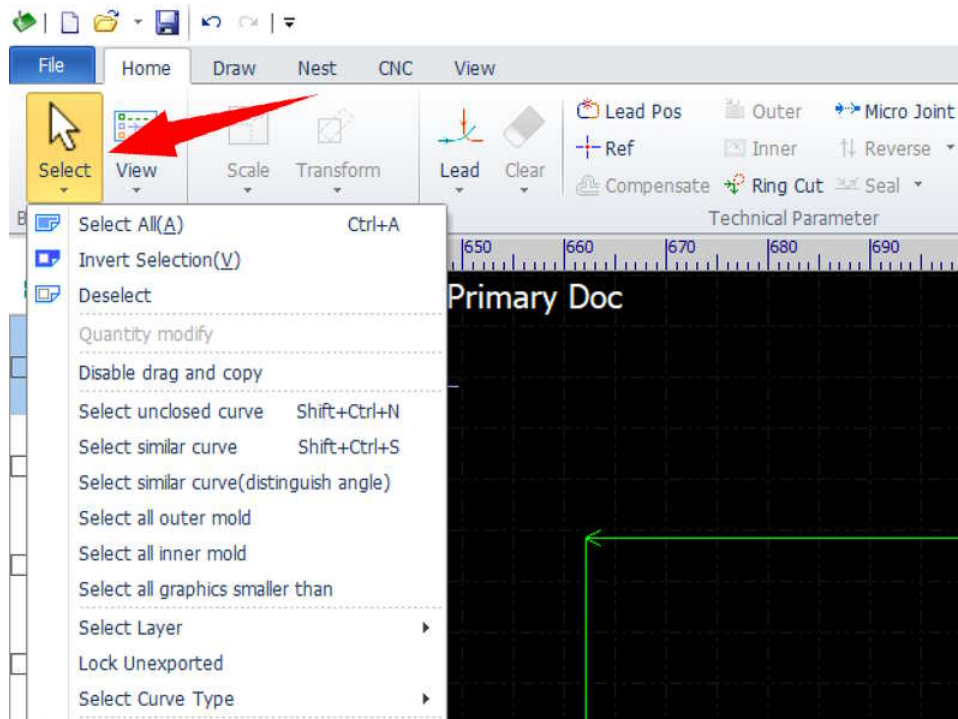 File Home Draw Nest CNC View
Lead Pos Outer Micro Joint
Ref Inner Reverse
Select View Scale Transform Lead Clear
Compensate Ring Cut Seal
Technical Parameter
Select All(A) Ctrl+A
Invert Selection(V)
Deselect
Quantity modify
Disable drag and copy
Select unclosed curve Shift+Ctrl+N
Select similar curve Shift+Ctrl+S
Select similar curve(distinguish angle)
Select all outer mold
Select all inner mold
Select all graphics smaller than
Select Layer
Lock Unexported
Select Curve Type
650 660 670 680 690
Primary Doc